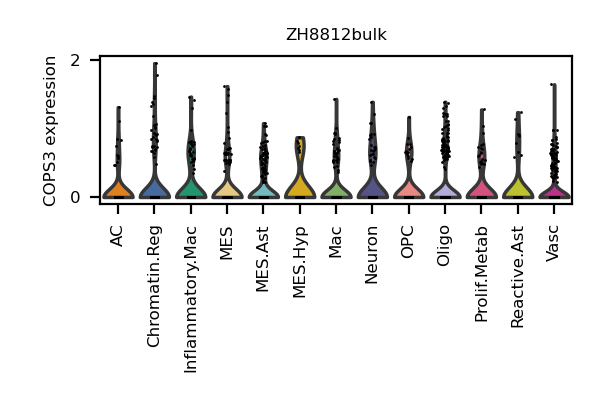 ZH8812bulk
COPS3 expression
2
0
AC
Chromatin.Reg
Inflammatory.Mac
MES
MES.Ast
MES.Hyp
Mac
Neuron
OPC
Oligo
Prolif.Metab
Reactive.Ast
Vasc